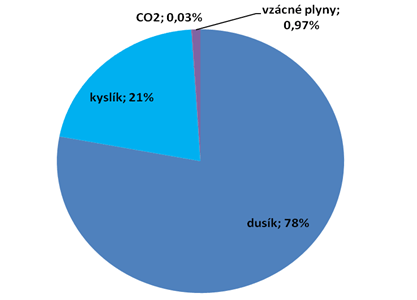 CO2; 0,03%
vzácné plyny;
0,97%
kyslík; 21%
dusík; 78%